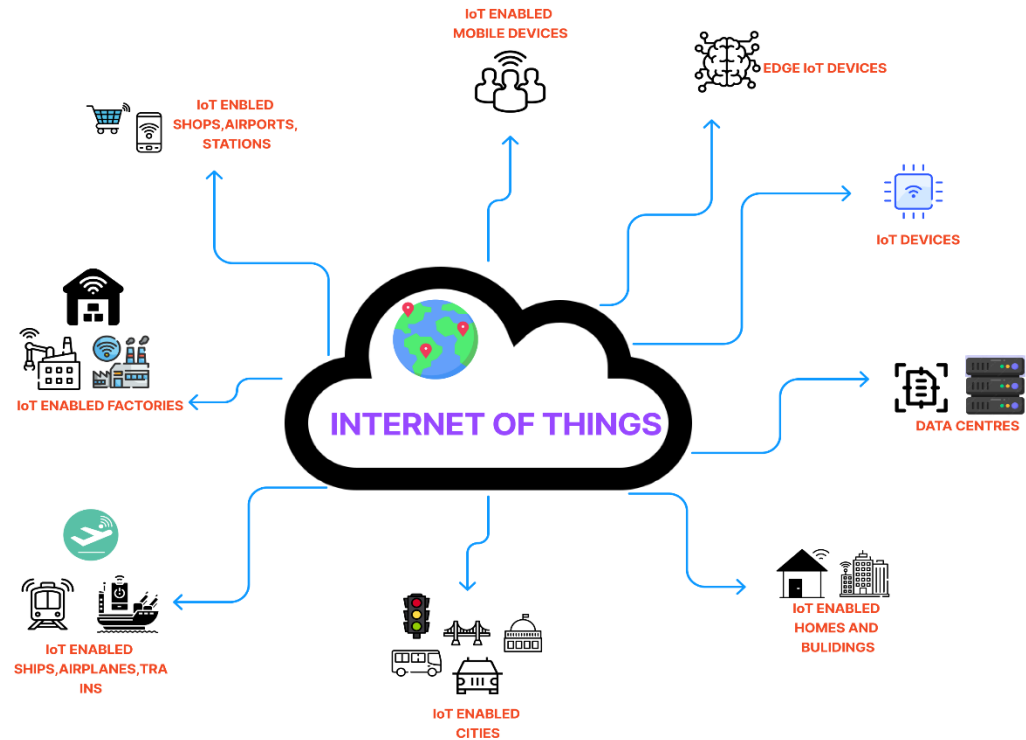 IoT ENABLED
MOBILE DEVICES
EDGE IoT DEVICES
IoT ENBLED
SHOPS,AIRPORTS,
STATIONS
IoT DEVICES
INTERNET OF THINGS
IoT ENABLED FACTORIES
DATA CENTRES
IoT ENABLED
HOMES AND
BULIDINGS
IoT ENABLED
SHIPS,AIRPLANES,TRA
INS
IoT ENABLED
CITIES